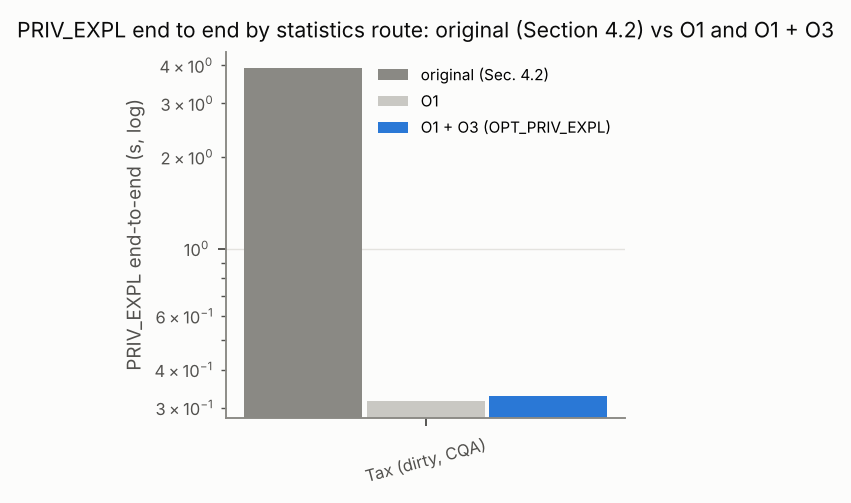 PRIV_EXPL end to end by statistics route: original (Section 4.2) vs O1 and O1 + O3
PRIV_EXPL end-to-end (s, log)
4 × 10⁰
3 × 10⁰
2 × 10⁰
10⁰
6 × 10⁻¹
4 × 10⁻¹
3 × 10⁻¹
original (Sec. 4.2)
O1
O1 + O3 (OPT_PRIV_EXPL)
Tax (dirty, CQA)